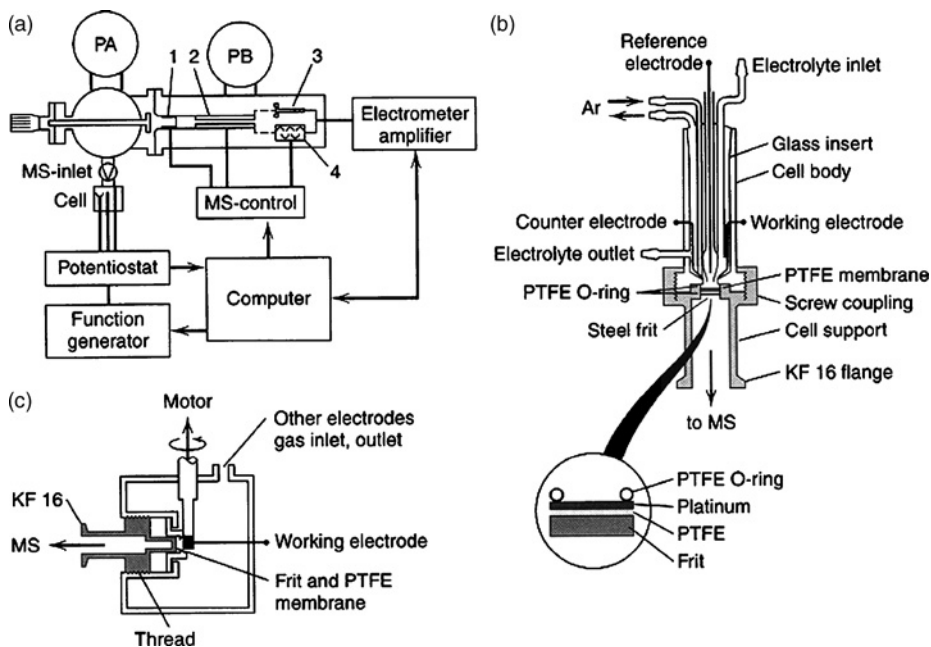 (a)
PA
PB
1
2
3
4
Electrometer
amplifier
MS-inlet
Cell
MS-control
Potentiostat
Computer
Function
generator
(b)
Reference
electrode
Electrolyte inlet
Ar
Glass insert
Cell body
Counter electrode
Working electrode
Electrolyte outlet
PTFE membrane
PTFE O-ring
Screw coupling
Steel frit
Cell support
KF 16 flange
to MS
PTFE O-ring
Platinum
PTFE
Frit
(c)
Motor
Other electrodes
gas inlet, outlet
KF 16
MS
Working electrode
Frit and PTFE
membrane
Thread